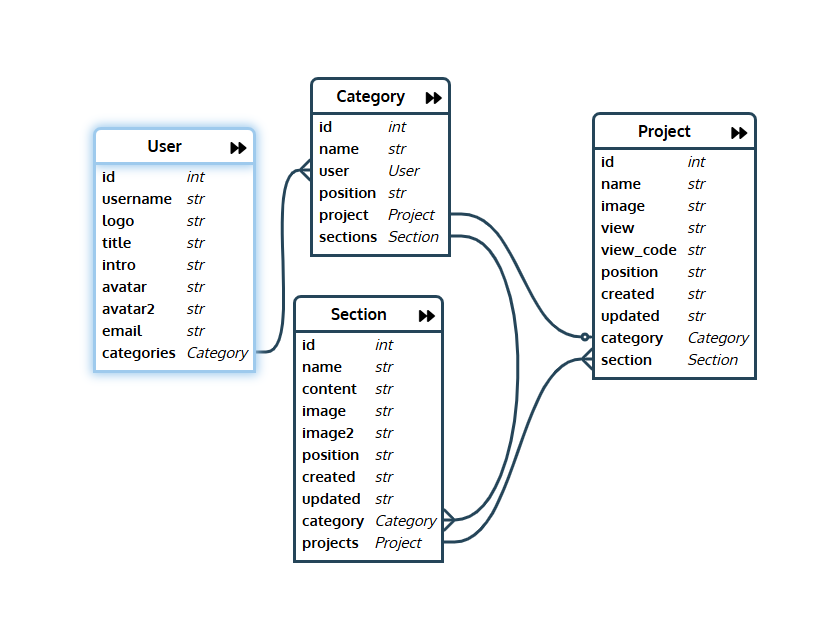 User
id int
username str
logo str
title str
intro str
avatar str
avatar2 str
email str
categories Category
Category
id int
name str
user User
position str
project Project
sections Section
Section
id int
name str
content str
image str
image2 str
position str
created str
updated str
category Category
projects Project
Project
id int
name str
image str
view str
view_code str
position str
created str
updated str
category Category
section Section